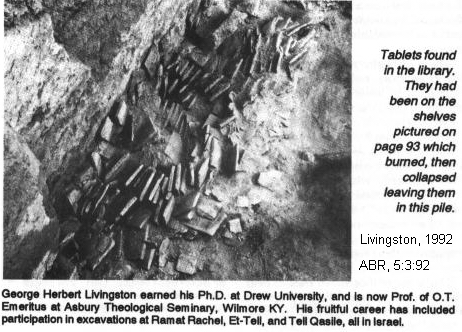 Tablets found
in the library.
They had
been on the
shelves
pictured on
page 93 which
burned, then
collapsed
leaving them
in this pile.
Livingston, 1992
ABR, 5:3:92
George Herbert Livingston earned his Ph.D. at Drew University, and is now Prof. of O.T.
Emeritus at Asbury Theological Seminary, Wilmore KY. His fruitful career has included
participation in excavations at Ramat Rachel, Et-Tell, and Tell Qasile, all in Israel.